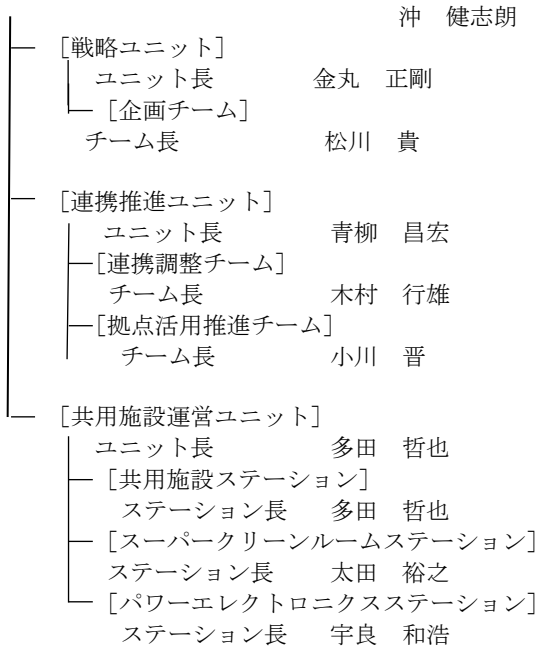 沖　健志朗
［戦略ユニット］
ユニット長　金丸　正剛
［企画チーム］
チーム長　松川　貴
［連携推進ユニット］
ユニット長　青柳　昌宏
［連携調整チーム］
チーム長　木村　行雄
［拠点活用推進チーム］
チーム長　小川　晋
［共用施設運営ユニット］
ユニット長　多田　哲也
［共用施設ステーション］
ステーション長　多田　哲也
［スーパークリーンルームステーション］
ステーション長　太田　裕之
［パワーエレクトロニクスステーション］
ステーション長　宇良　和浩